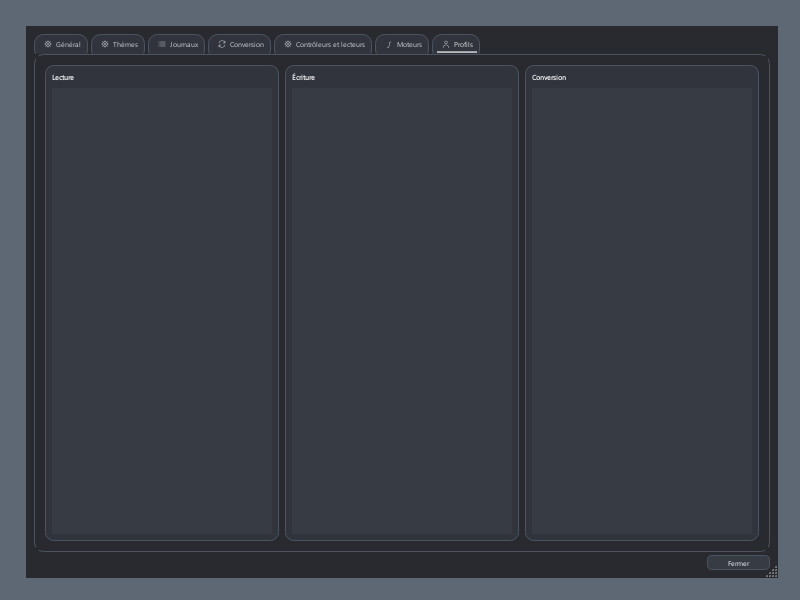 Général Thèmes Journaux Conversion Contrôleurs et lecteurs Moteurs Profils
Lecture Écriture Conversion
Fermer